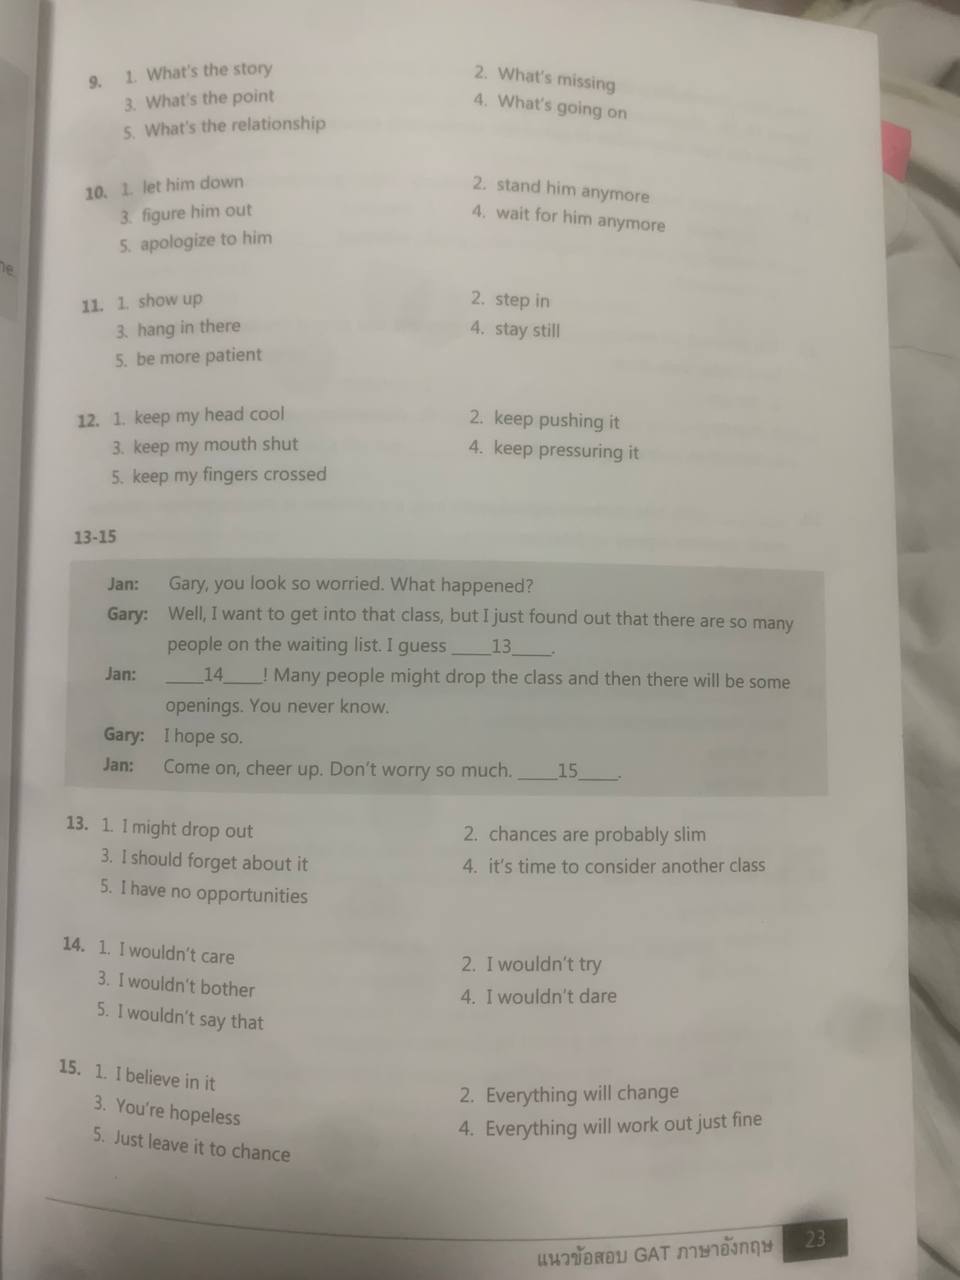 9. 1. What's the story 2. What's missing
3. What's the point 4. What's going on
5. What's the relationship
10. 1. let him down 2. stand him anymore
3. figure him out 4. wait for him anymore
5. apologize to him
11. 1. show up 2. step in
3. hang in there 4. stay still
5. be more patient
12. 1. keep my head cool 2. keep pushing it
3. keep my mouth shut 4. keep pressuring it
5. keep my fingers crossed
13-15
Jan: Gary, you look so worried. What happened?
Gary: Well, I want to get into that class, but I just found out that there are so many
people on the waiting list. I guess ____13____.
Jan: ____14____! Many people might drop the class and then there will be some
openings. You never know.
Gary: I hope so.
Jan: Come on, cheer up. Don't worry so much. ____15____.
13. 1. I might drop out 2. chances are probably slim
3. I should forget about it 4. it's time to consider another class
5. I have no opportunities
14. 1. I wouldn't care 2. I wouldn't try
3. I wouldn't bother 4. I wouldn't dare
5. I wouldn't say that
15. 1. I believe in it 2. Everything will change
3. You're hopeless 4. Everything will work out just fine
5. Just leave it to chance
แนวข้อสอบ GAT ภาษาอังกฤษ 23